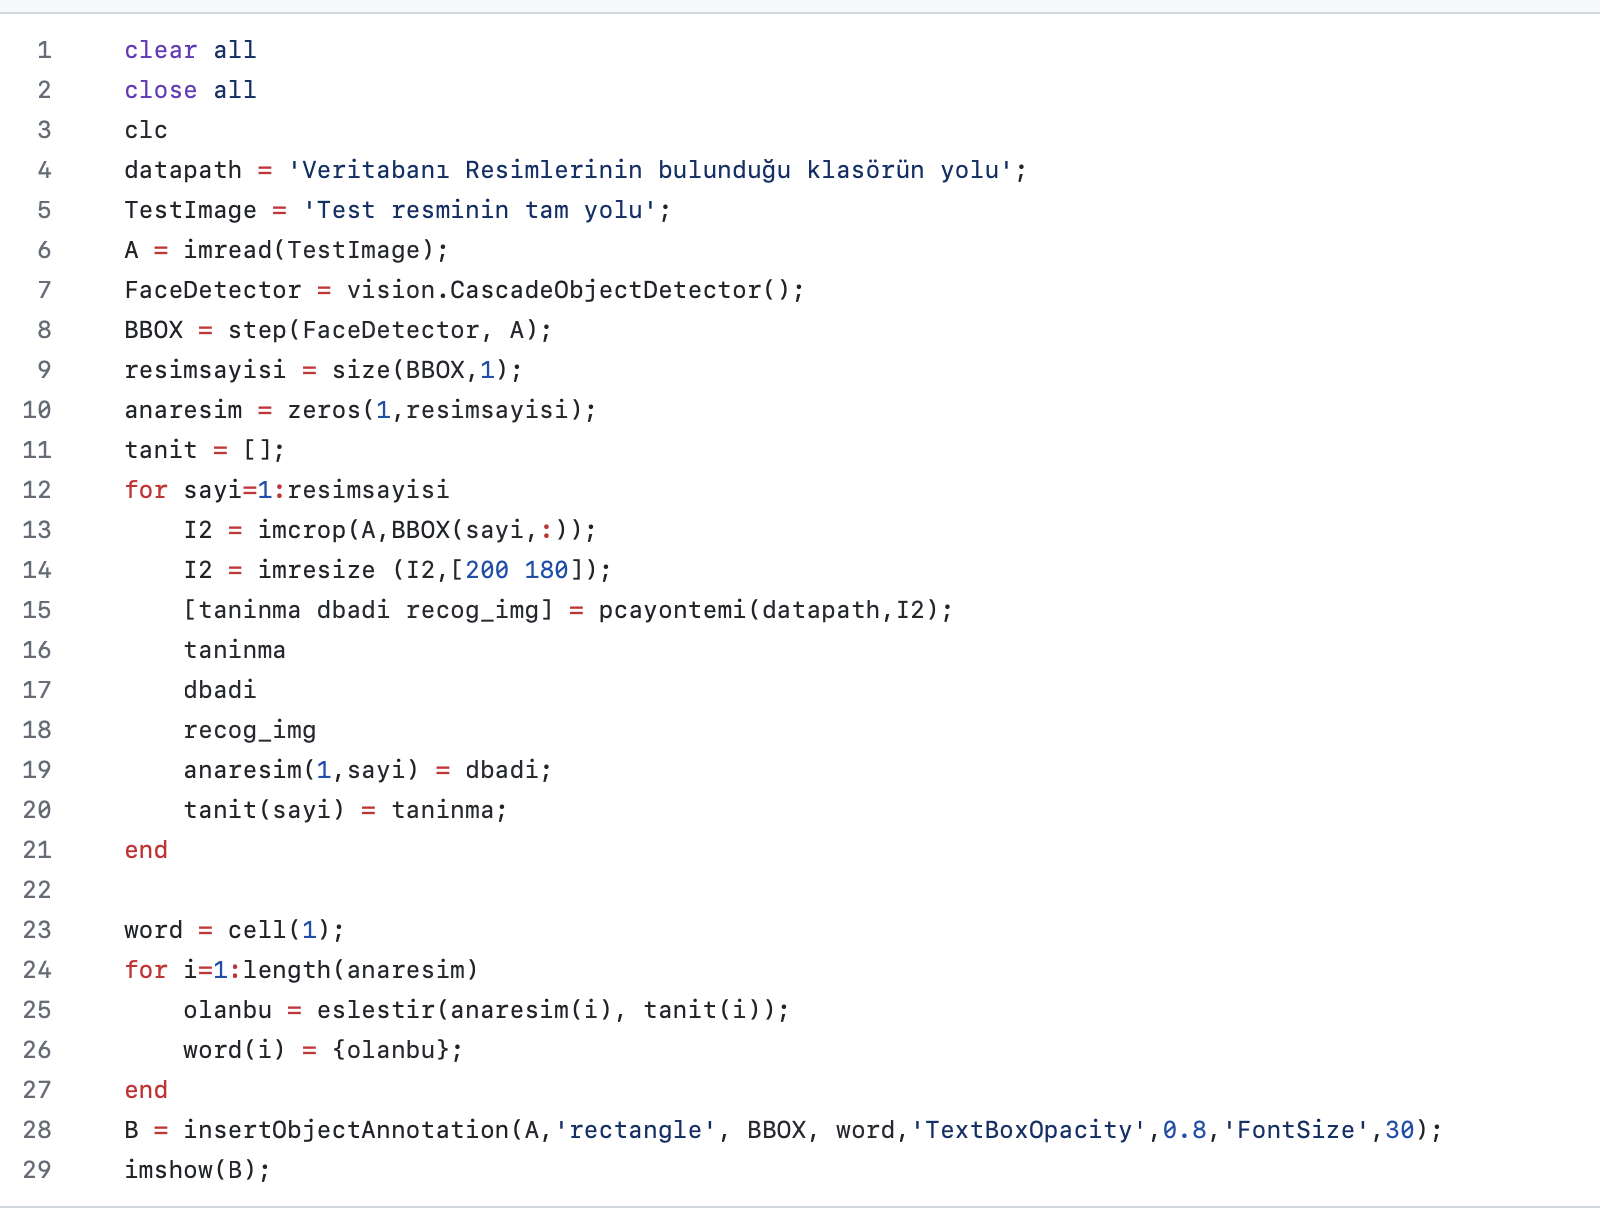 1 clear all
2 close all
3 clc
4 datapath = 'Veritabanı Resimlerinin bulunduğu klasörün yolu';
5 TestImage = 'Test resminin tam yolu';
6 A = imread(TestImage);
7 FaceDetector = vision.CascadeObjectDetector();
8 BBOX = step(FaceDetector, A);
9 resimsayisi = size(BBOX,1);
10 anaresim = zeros(1,resimsayisi);
11 tanit = [];
12 for sayi=1:resimsayisi
13     I2 = imcrop(A,BBOX(sayi,:));
14     I2 = imresize (I2,[200 180]);
15     [taninma dbadi recog_img] = pcayontemi(datapath,I2);
16     taninma
17     dbadi
18     recog_img
19     anaresim(1,sayi) = dbadi;
20     tanit(sayi) = taninma;
21 end
22
23 word = cell(1);
24 for i=1:length(anaresim)
25     olanbu = eslestir(anaresim(i), tanit(i));
26     word(i) = {olanbu};
27 end
28 B = insertObjectAnnotation(A,'rectangle', BBOX, word,'TextBoxOpacity',0.8,'FontSize',30);
29 imshow(B);